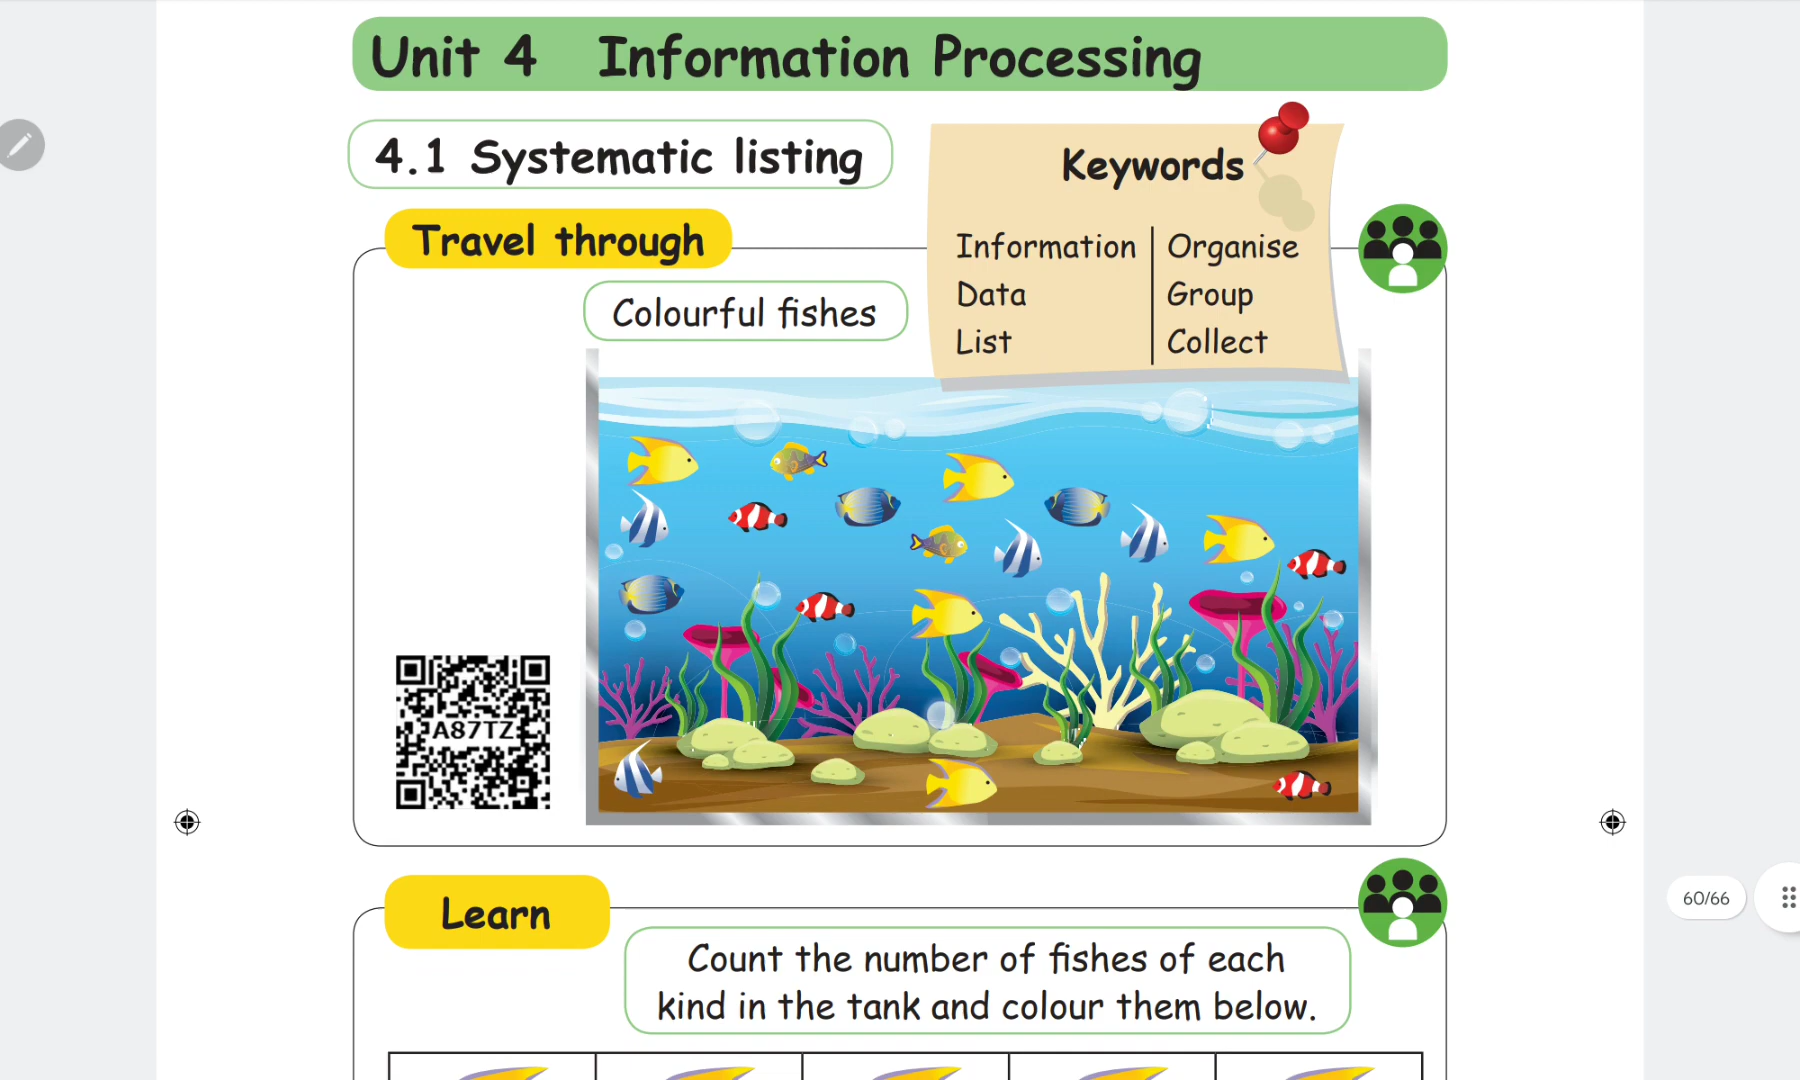 Unit 4 Information Processing
4.1 Systematic listing
Keywords
Information
Data
List
Organise
Group
Collect
Travel through
Colourful fishes
A87TZ
60/66
Learn
Count the number of fishes of each
kind in the tank and colour them below.